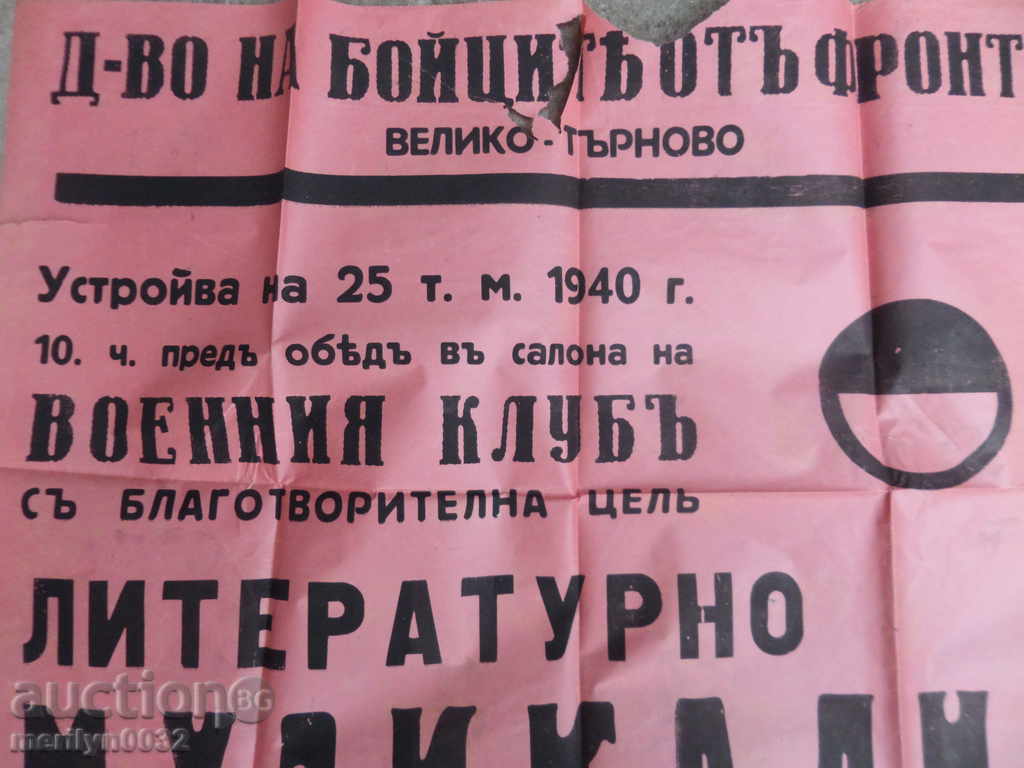 Д-ВО НА БОЙЦИТѢ ОТЪ ФРОНТ
ВЕЛИКО-ТЪРНОВО
Устройва на 25 т. м. 1940 г.
10. ч. предъ обѣдъ въ салона на
ВОЕННИЯ КЛУБЪ
СЪ БЛАГОТВОРИТЕЛНА ЦЕЛЬ
ЛИТЕРАТУРНО
auction BG
merilyn0032